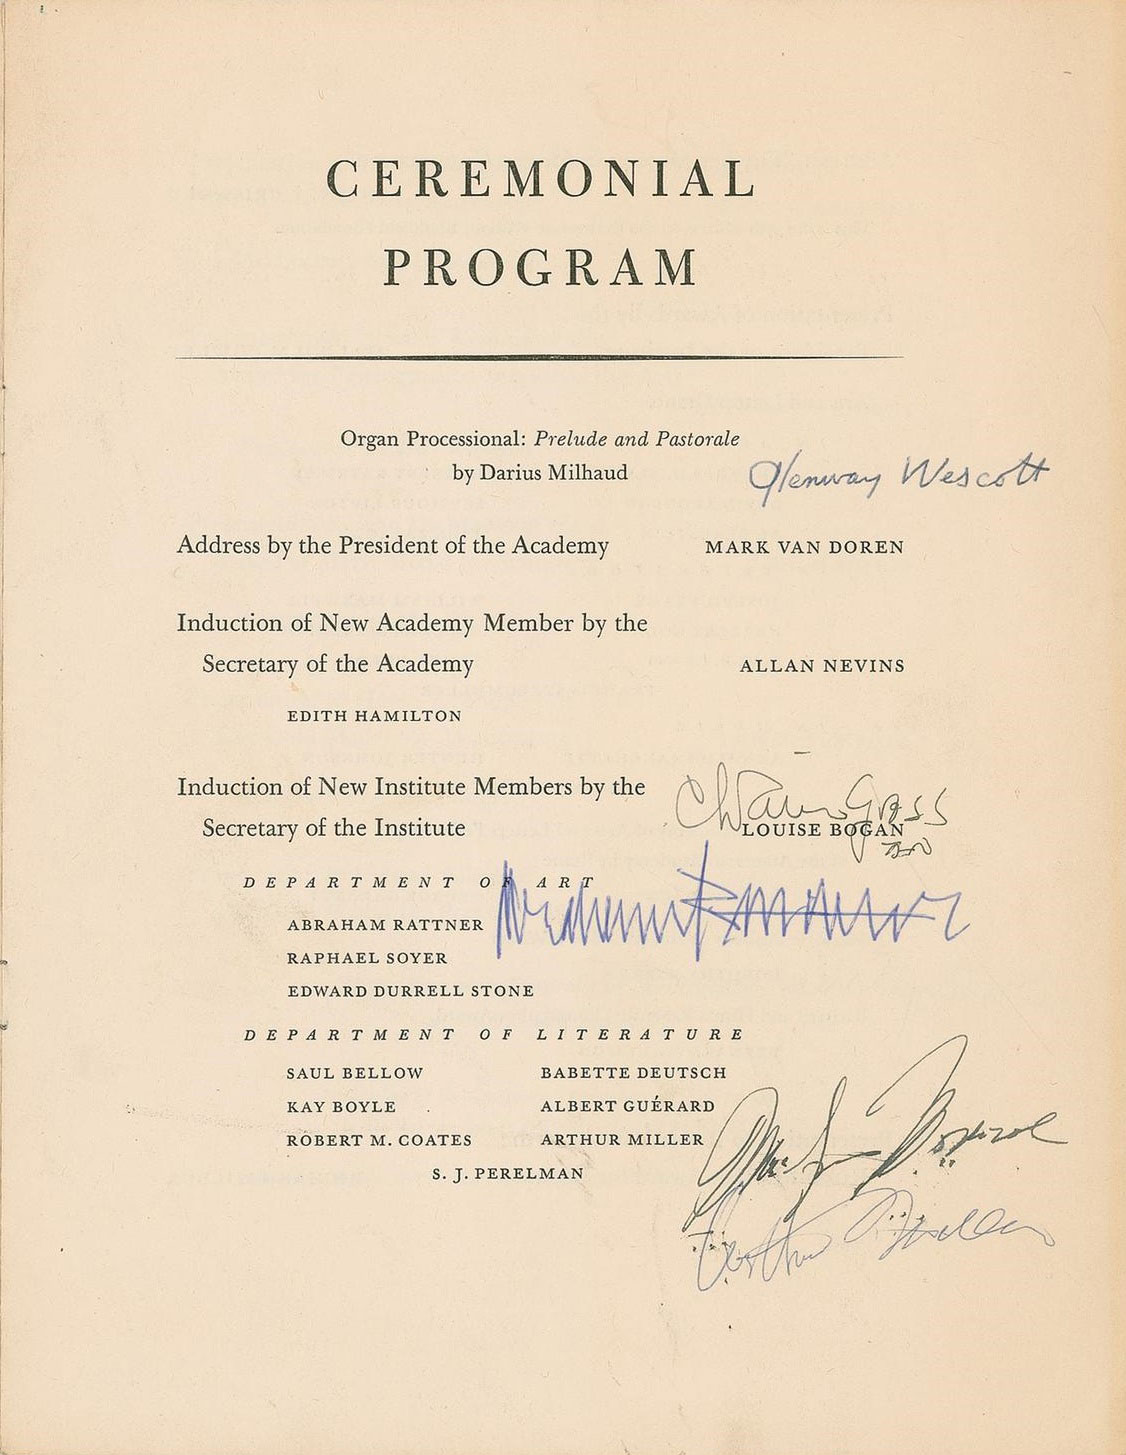 CEREMONIAL
PROGRAM
Organ Processional: Prelude and Pastorale
by Darius Milhaud
Glenway Wescott
Address by the President of the Academy MARK VAN DOREN
Induction of New Academy Member by the
Secretary of the Academy ALLAN NEVINS
EDITH HAMILTON
Induction of New Institute Members by the
Secretary of the Institute LOUISE BOGAN
DEPARTMENT OF ART
ABRAHAM RATTNER
RAPHAEL SOYER
EDWARD DURRELL STONE
DEPARTMENT OF LITERATURE
SAUL BELLOW BABETTE DEUTSCH
KAY BOYLE ALBERT GUÉRARD
ROBERT M. COATES ARTHUR MILLER
S. J. PERELMAN
Arthur Miller